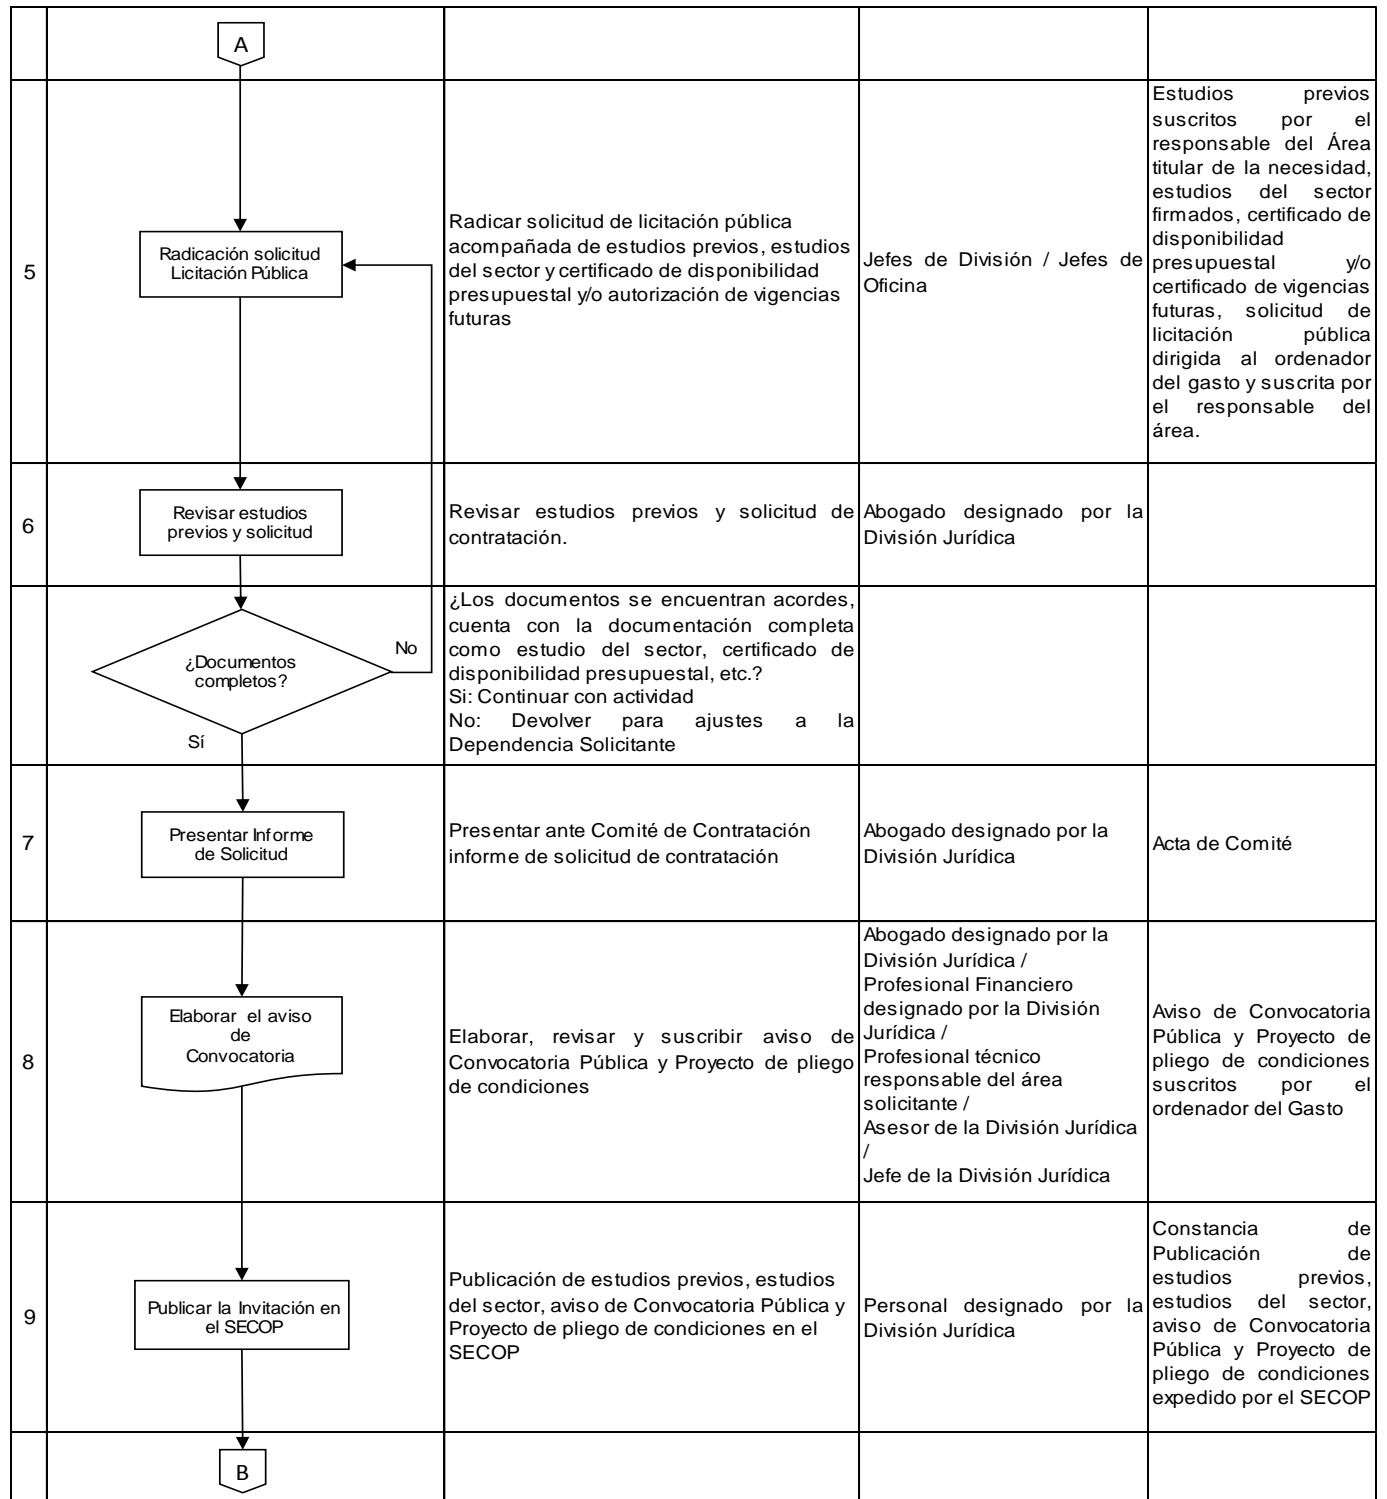 A
5
Radicación solicitud
Licitación Pública
Radicar solicitud de licitación pública
acompañada de estudios previos, estudios
del sector y certificado de disponibilidad
presupuestal y/o autorización de vigencias
futuras
Jefes de División / Jefes de
Oficina
Estudios previos
suscritos por el
responsable del Área
titular de la necesidad,
estudios del sector
firmados, certificado de
disponibilidad
presupuestal y/o
certificado de vigencias
futuras, solicitud de
licitación pública
dirigida al ordenador
del gasto y suscrita por
el responsable del
área.
6
Revisar estudios
previos y solicitud
Revisar estudios previos y solicitud de
contratación.
Abogado designado por la
División Jurídica
¿Documentos
completos?
No
Sí
¿Los documentos se encuentran acordes,
cuenta con la documentación completa
como estudio del sector, certificado de
disponibilidad presupuestal, etc.?
Si: Continuar con actividad
No: Devolver para ajustes a la
Dependencia Solicitante
7
Presentar Informe
de Solicitud
Presentar ante Comité de Contratación
informe de solicitud de contratación
Abogado designado por la
División Jurídica
Acta de Comité
8
Elaborar el aviso
de
Convocatoria
Elaborar, revisar y suscribir aviso de
Convocatoria Pública y Proyecto de pliego
de condiciones
Abogado designado por la
División Jurídica /
Profesional Financiero
designado por la División
Jurídica /
Profesional técnico
responsable del área
solicitante /
Asesor de la División Jurídica
/
Jefe de la División Jurídica
Aviso de Convocatoria
Pública y Proyecto de
pliego de condiciones
suscritos por el
ordenador del Gasto
9
Publicar la Invitación en
el SECOP
Publicación de estudios previos, estudios
del sector, aviso de Convocatoria Pública y
Proyecto de pliego de condiciones en el
SECOP
Personal designado por la
División Jurídica
Constancia de
Publicación de
estudios previos,
estudios del sector,
aviso de Convocatoria
Pública y Proyecto de
pliego de condiciones
expedido por el SECOP
B